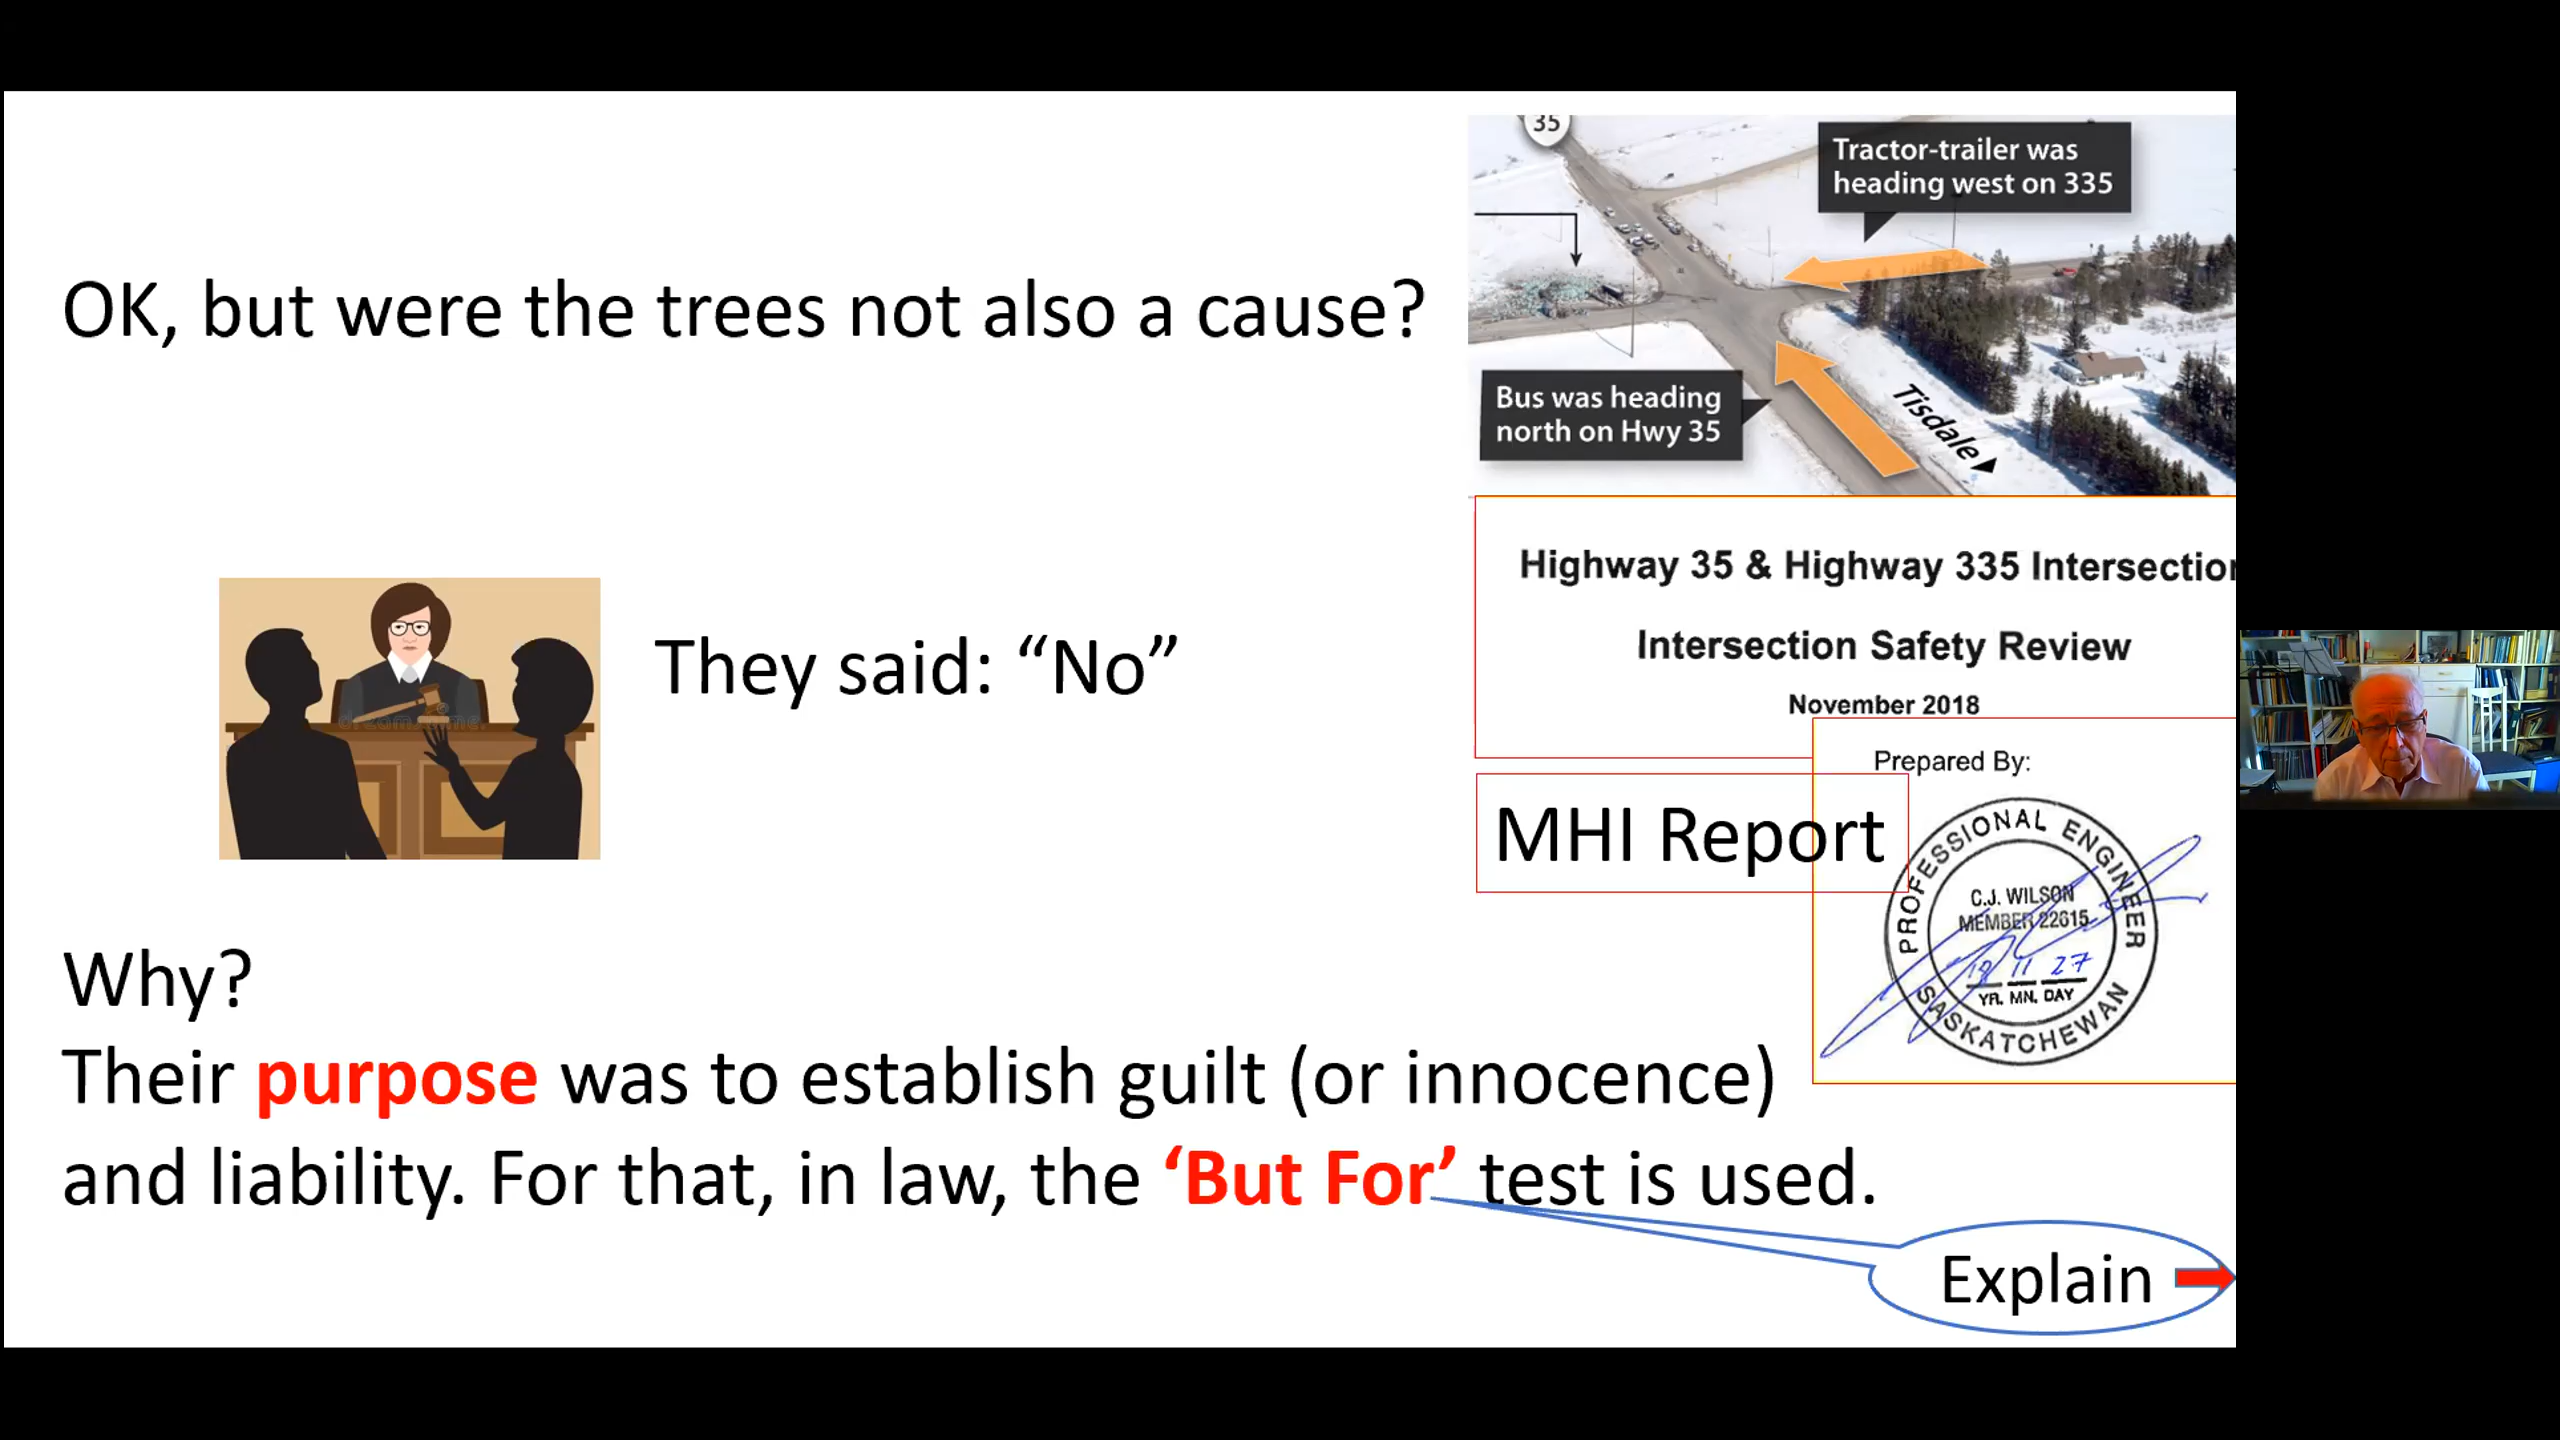 35
Tractor-trailer was
heading west on 335
OK, but were the trees not also a cause?
Bus was heading
north on Hwy 35
Tisdale
Highway 35 & Highway 335 Intersection
Intersection Safety Review
November 2018
They said: “No”
Prepared By:
MHI Report
PROFESSIONAL ENGINEER
C.J. WILSON
MEMBER 22615
18 11 27
YR. MN. DAY
SASKATCHEWAN
Why?
Their purpose was to establish guilt (or innocence)
and liability. For that, in law, the ‘But For’ test is used.
Explain